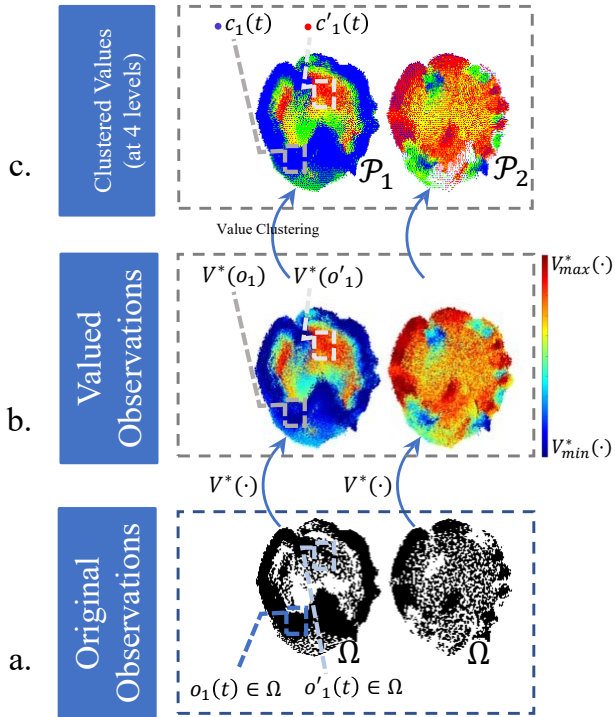 c₁(t)
c'₁(t)
Clustered Values
(at 4 levels)
c.
𝒫₁
𝒫₂
Value Clustering
V*(o₁)
V*(o'₁)
V*max(·)
Valued
Observations
b.
V*min(·)
V*(·)
V*(·)
Original
Observations
a.
Ω
Ω
o₁(t) ∈ Ω
o'₁(t) ∈ Ω